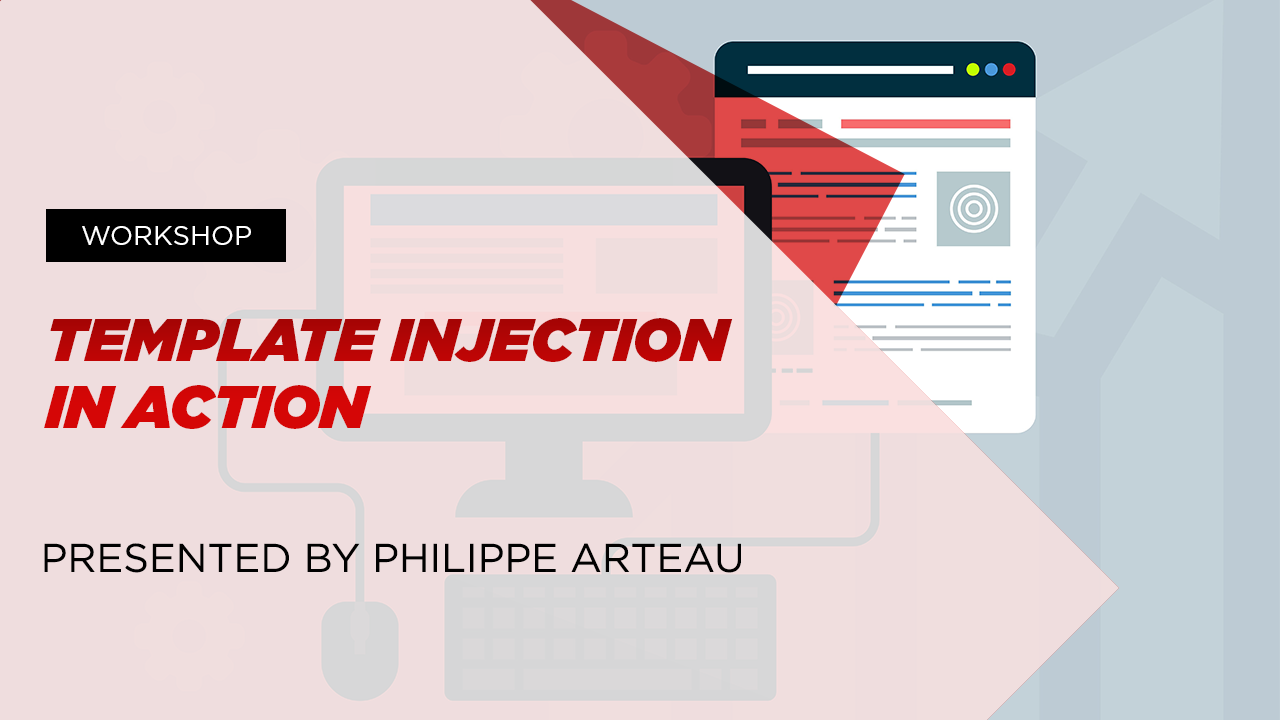 WORKSHOP
TEMPLATE INJECTION
IN ACTION
PRESENTED BY PHILIPPE ARTEAU